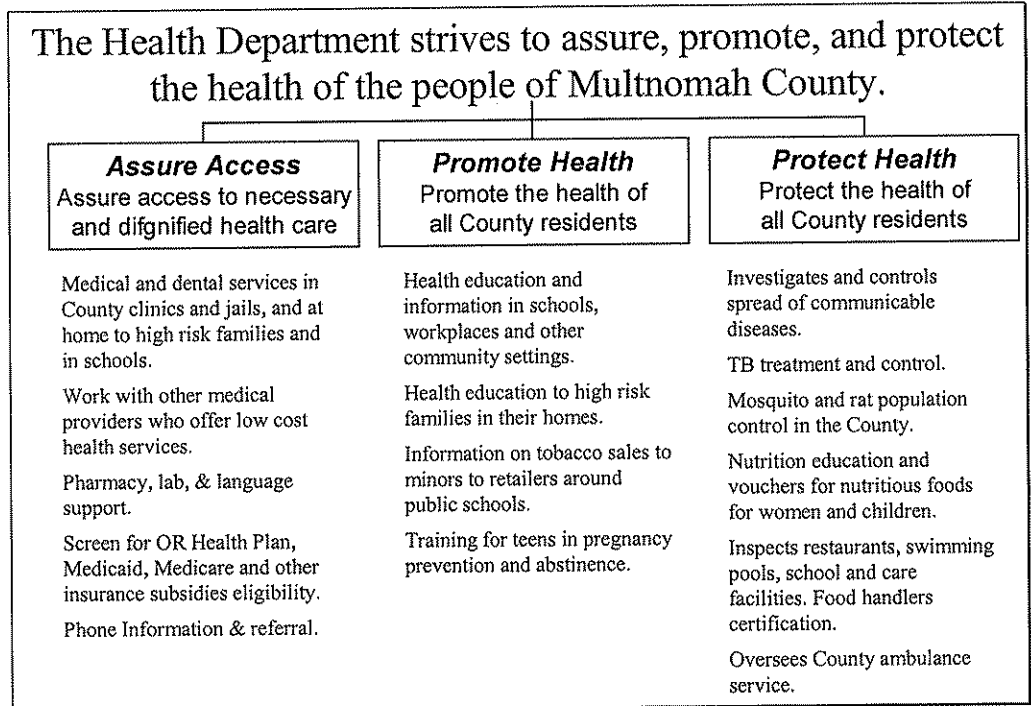 The Health Department strives to assure, promote, and protect
the health of the people of Multnomah County.
Assure Access
Assure access to necessary
and difgnified health care
Medical and dental services in
County clinics and jails, and at
home to high risk families and
in schools.
Work with other medical
providers who offer low cost
health services.
Pharmacy, lab, & language
support.
Screen for OR Health Plan,
Medicaid, Medicare and other
insurance subsidies eligibility.
Phone Information & referral.
Promote Health
Promote the health of
all County residents
Health education and
information in schools,
workplaces and other
community settings.
Health education to high risk
families in their homes.
Information on tobacco sales to
minors to retailers around
public schools.
Training for teens in pregnancy
prevention and abstinence.
Protect Health
Protect the health of
all County residents
Investigates and controls
spread of communicable
diseases.
TB treatment and control.
Mosquito and rat population
control in the County.
Nutrition education and
vouchers for nutritious foods
for women and children.
Inspects restaurants, swimming
pools, school and care
facilities. Food handlers
certification.
Oversees County ambulance
service.